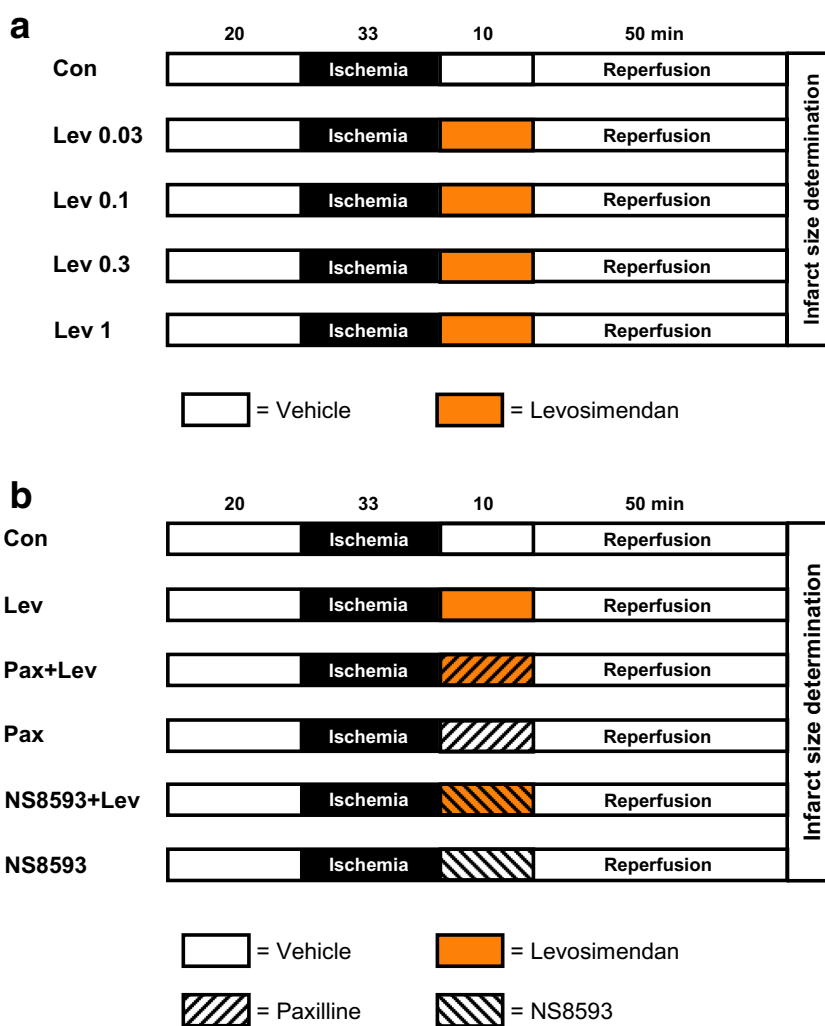 a
20 33 10 50 min
Con Ischemia Reperfusion
Lev 0.03 Ischemia Reperfusion
Lev 0.1 Ischemia Reperfusion
Lev 0.3 Ischemia Reperfusion
Lev 1 Ischemia Reperfusion
Infarct size determination
= Vehicle = Levosimendan
b
20 33 10 50 min
Con Ischemia Reperfusion
Lev Ischemia Reperfusion
Pax+Lev Ischemia Reperfusion
Pax Ischemia Reperfusion
NS8593+Lev Ischemia Reperfusion
NS8593 Ischemia Reperfusion
Infarct size determination
= Vehicle = Levosimendan
= Paxilline = NS8593